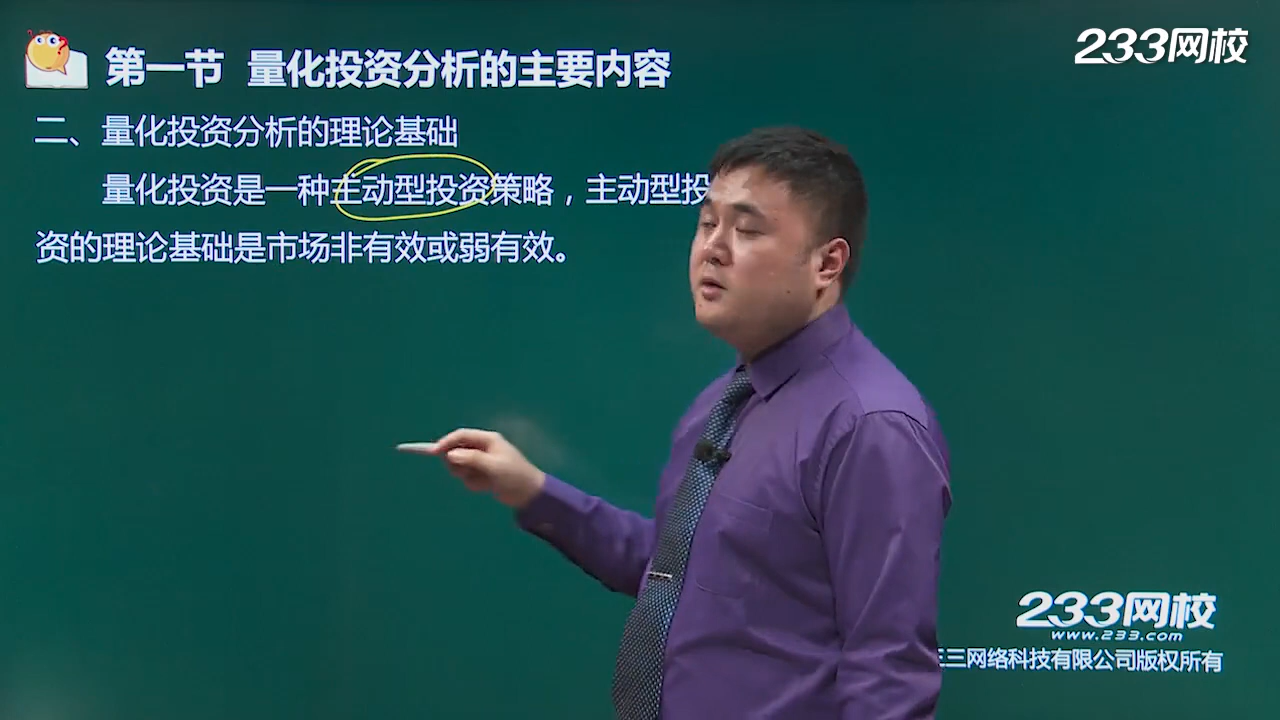 233网校
第一节 量化投资分析的主要内容
二、量化投资分析的理论基础
量化投资是一种主动型投资策略，主动型投
资的理论基础是市场非有效或弱有效。
233网校
www.233.com
三网络科技有限公司版权所有